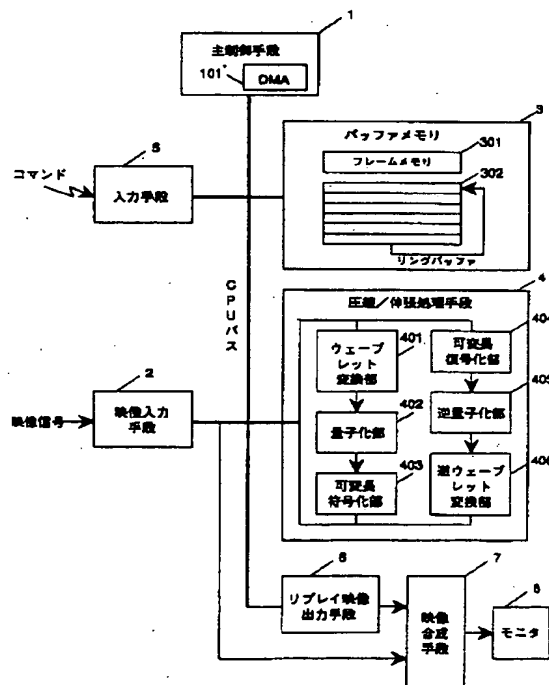 1
主制御手段
101
DMA
3
バッファメモリ
301
フレームメモリ
302
リングバッファ
5
コマンド
入力手段
CPUバス
4
圧縮/伸張処理手段
401
ウェーブ
レット
変換部
404
可変長
復号化部
402
量子化部
405
逆量子化部
403
可変長
符号化部
406
逆ウェーブ
レット
変換部
2
映像信号
映像入力
手段
6
リプレイ映像
出力手段
7
映像
合成
手段
8
モニタ